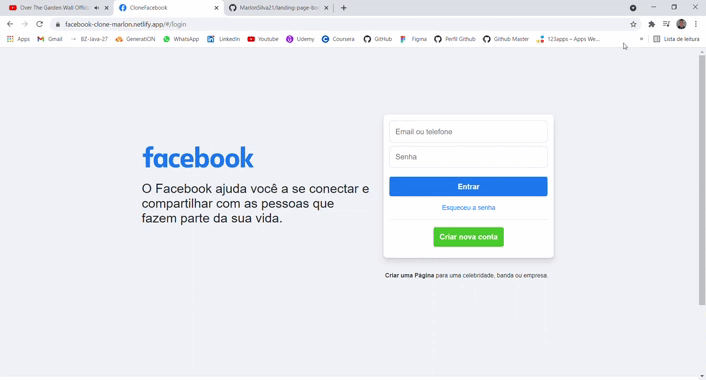 Over The Garden Wall Offici
CloneFacebook
MarlonSilva21/landing-page-boo
facebook-clone-marlon.netlify.app/#/login
Apps
Gmail
BZ-Java-27
GeneratiON
WhatsApp
LinkedIn
Youtube
Udemy
Coursera
GitHub
Figma
Perfil Github
Github Master
123apps – Apps We...
»
Lista de leitura
facebook
O Facebook ajuda você a se conectar e
compartilhar com as pessoas que
fazem parte da sua vida.
Email ou telefone
Senha
Entrar
Esqueceu a senha
Criar nova conta
Criar uma Página para uma celebridade, banda ou empresa